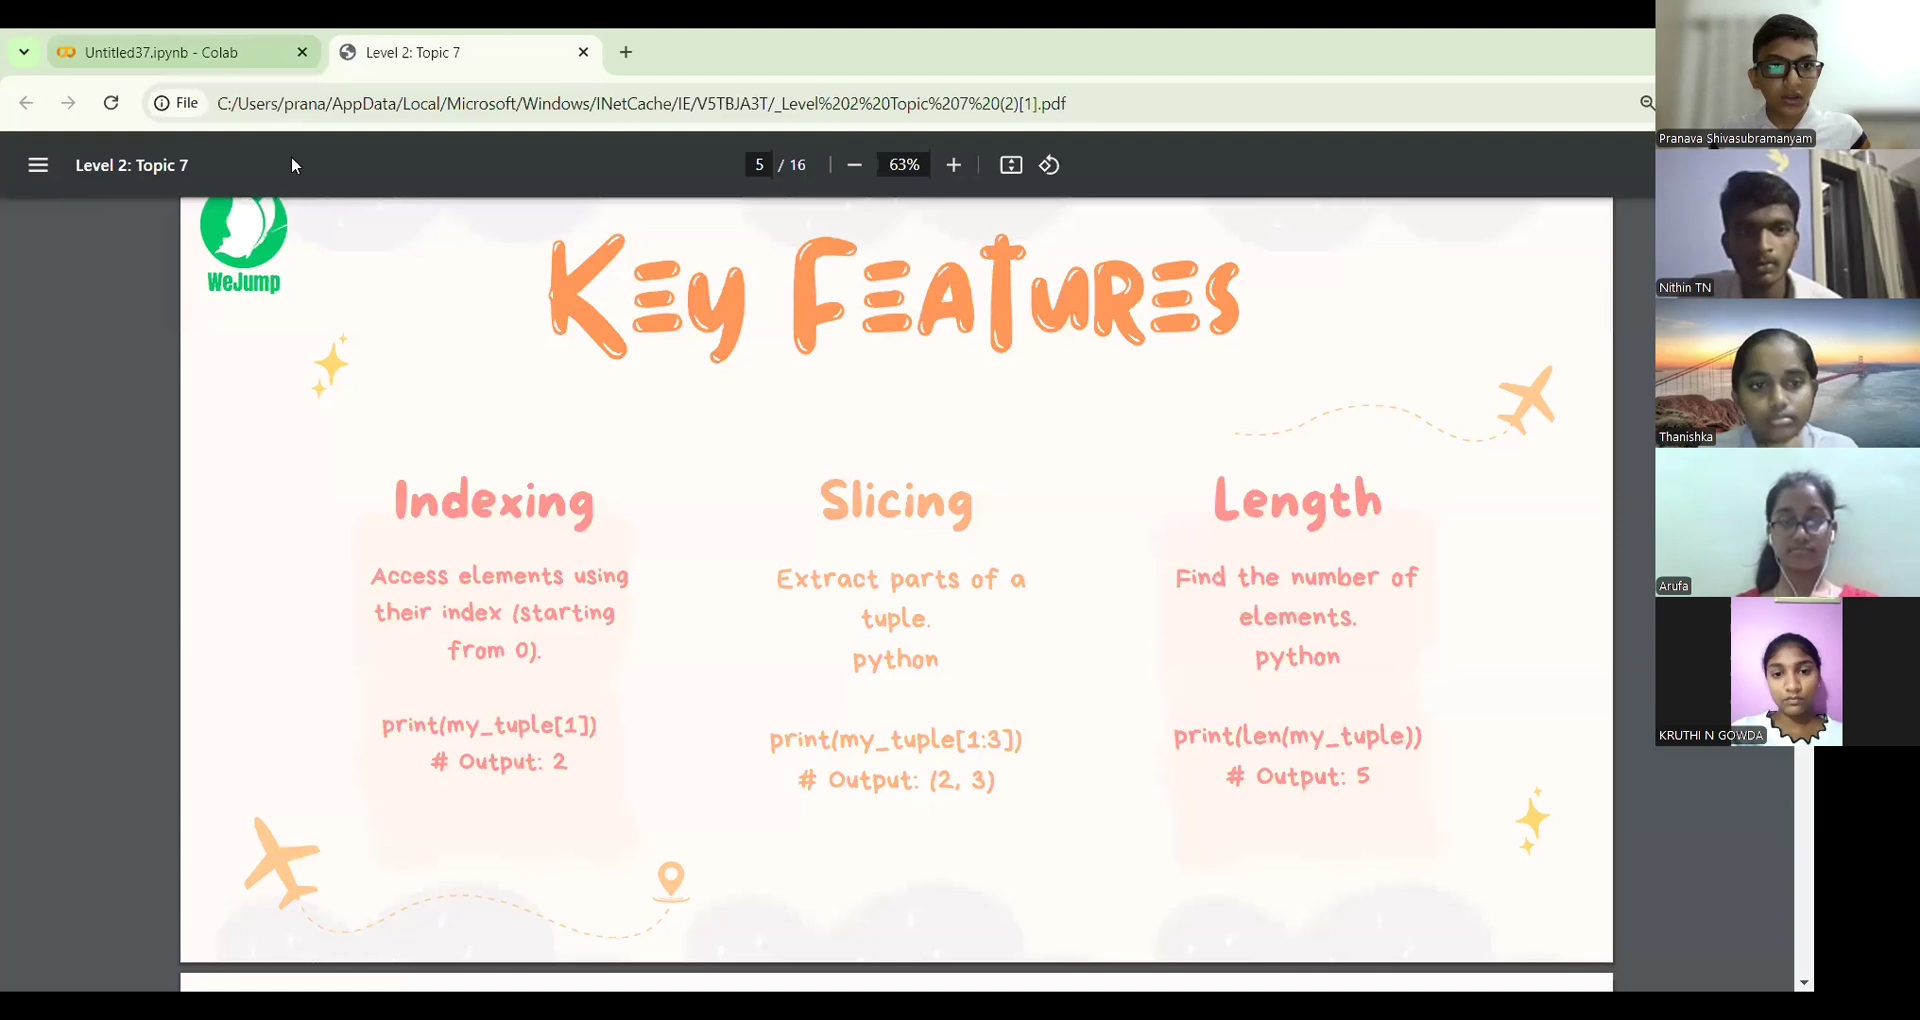 Untitled37.ipynb - Colab
Level 2: Topic 7
File
C:/Users/prana/AppData/Local/Microsoft/Windows/INetCache/IE/V5TBJA3T/_Level%202%20Topic%207%20(2)[1].pdf
Level 2: Topic 7
5 / 16
63%
WeJump
Key Features
Indexing
Access elements using
their index (starting
from 0).
print(my_tuple[1])
# Output: 2
Slicing
Extract parts of a
tuple.
python
print(my_tuple[1:3])
# Output: (2, 3)
Length
Find the number of
elements.
python
print(len(my_tuple))
# Output: 5
Pranava Shivasubramanyam
Nithin TN
Thanishka
Arufa
KRUTHI N GOWDA